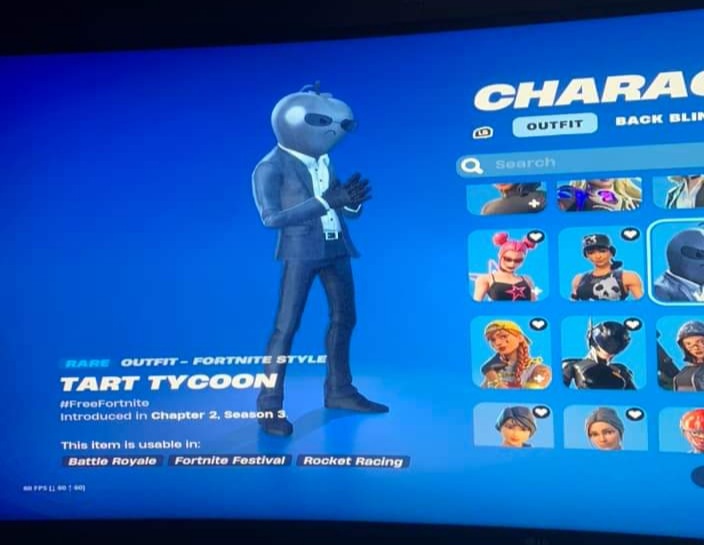 CHARAC
LB
OUTFIT
BACK BLIN
Search
RARE OUTFIT - FORTNITE STYLE
TART TYCOON
#FreeFortnite
Introduced in Chapter 2, Season 3.
This item is usable in:
Battle Royale Fortnite Festival Rocket Racing